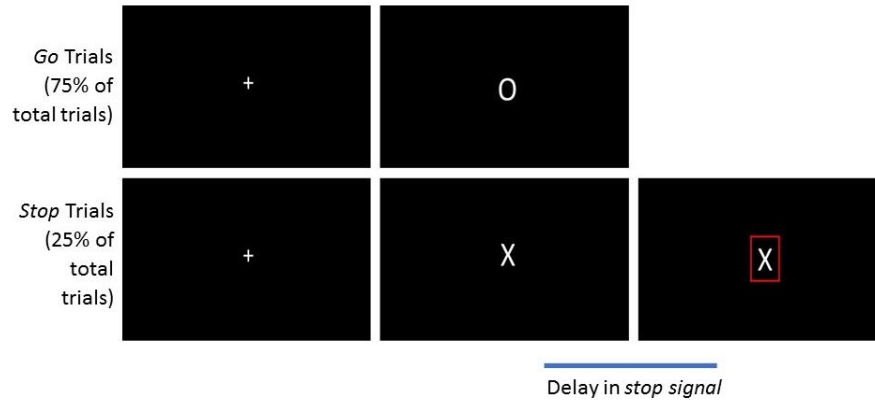 Go Trials
(75% of
total trials)
+
O
Stop Trials
(25% of
total
trials)
+
X
X
Delay in stop signal